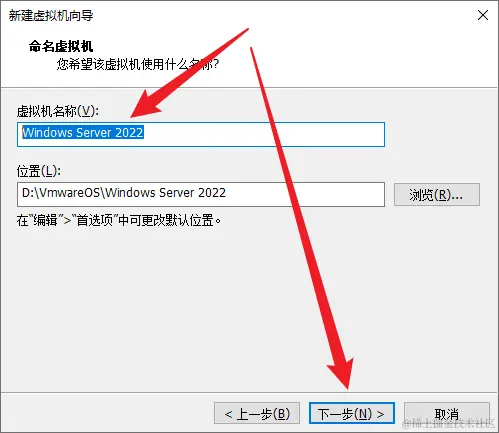 新建虚拟机向导
命名虚拟机
您希望该虚拟机使用什么名称?
虚拟机名称(V):
Windows Server 2022
位置(L):
D:\VmwareOS\Windows Server 2022
浏览(R)...
在“编辑”>“首选项”中可更改默认位置。
< 上一步(B)
下一步(N) >
取消
@稀土掘金技术社区